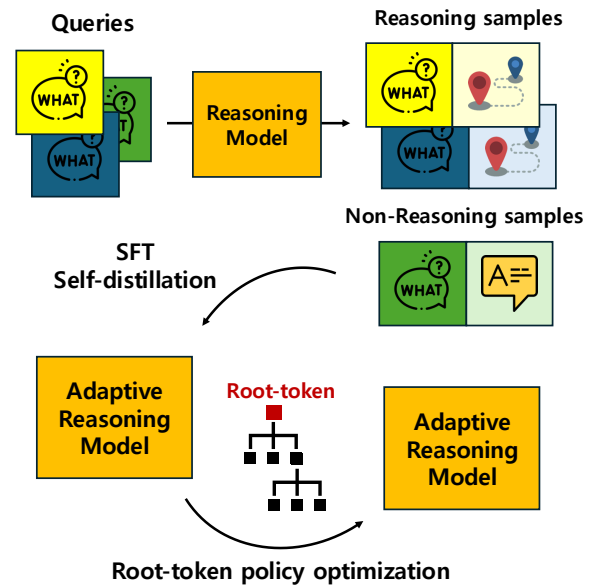 Queries
Reasoning samples
WHAT
?
WHAT
?
WHAT
?
Reasoning
Model
WHAT
?
WHAT
?
Non-Reasoning samples
WHAT
?
A
SFT
Self-distillation
Adaptive
Reasoning
Model
Root-token
Adaptive
Reasoning
Model
Root-token policy optimization